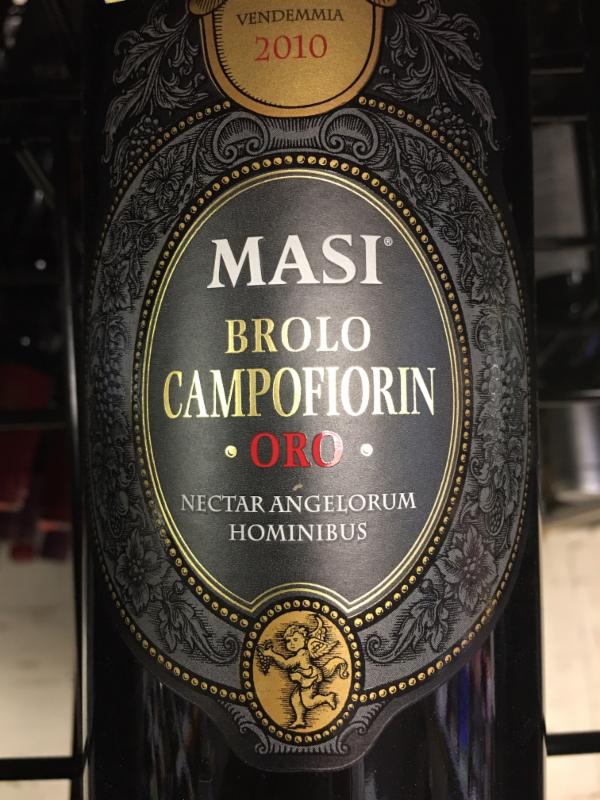 VENDEMMIA
2010
MASI®
BROLO
CAMPOFIORIN
· ORO ·
NECTAR ANGELORUM
HOMINIBUS